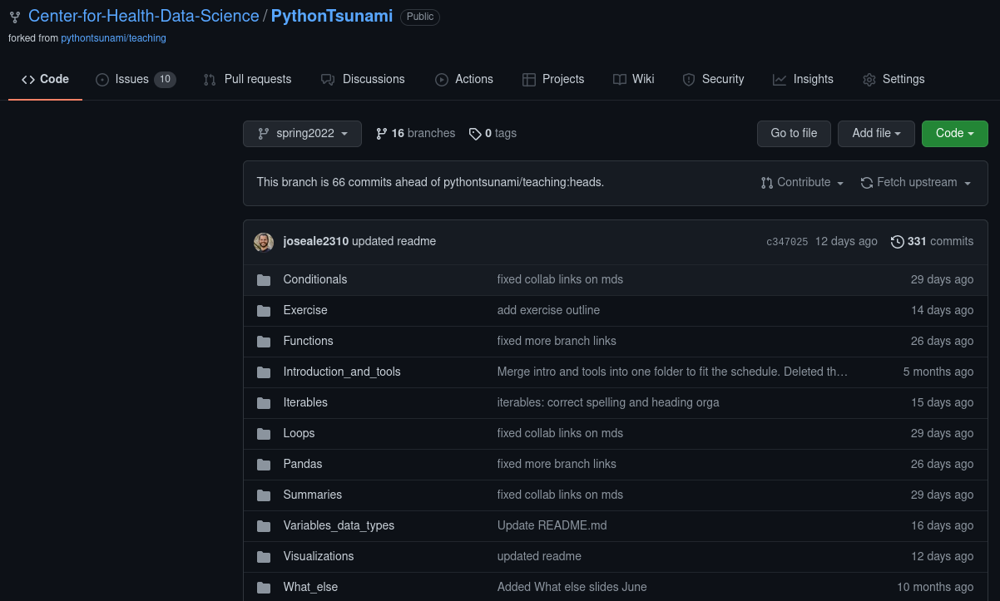 Center-for-Health-Data-Science / PythonTsunami Public
forked from pythontsunami/teaching
Code Issues 10 Pull requests Discussions Actions Projects Wiki Security Insights Settings
spring2022 16 branches 0 tags Go to file Add file Code
This branch is 66 commits ahead of pythontsunami/teaching:heads. Contribute Fetch upstream
joseale2310 updated readme c347025 12 days ago 331 commits
Conditionals fixed collab links on mds 29 days ago
Exercise add exercise outline 14 days ago
Functions fixed more branch links 26 days ago
Introduction_and_tools Merge intro and tools into one folder to fit the schedule. Deleted th… 5 months ago
Iterables iterables: correct spelling and heading orga 15 days ago
Loops fixed collab links on mds 29 days ago
Pandas fixed more branch links 26 days ago
Summaries fixed collab links on mds 29 days ago
Variables_data_types Update README.md 16 days ago
Visualizations updated readme 12 days ago
What_else Added What else slides June 10 months ago